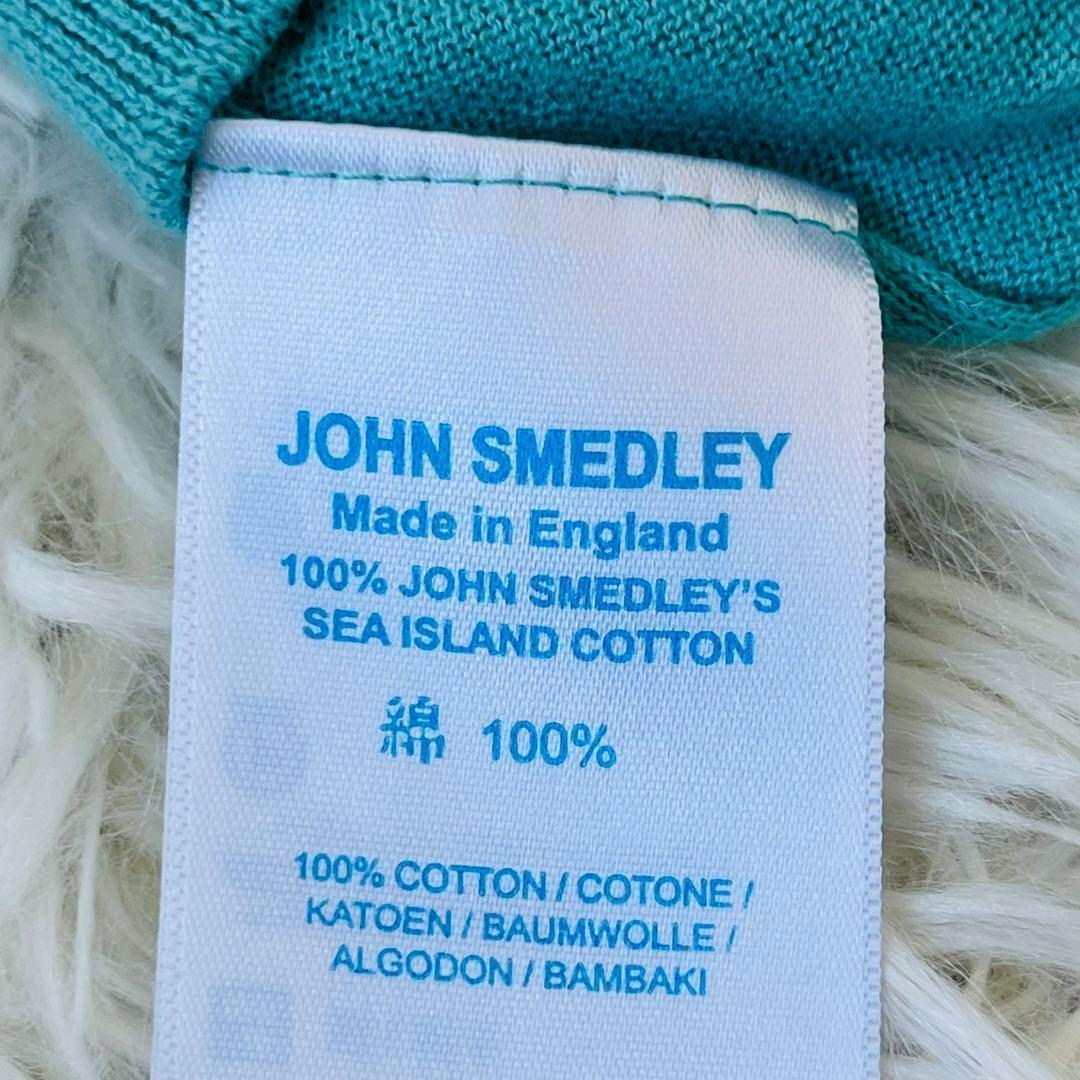 JOHN SMEDLEY
Made in England
100% JOHN SMEDLEY'S
SEA ISLAND COTTON
綿 100%
100% COTTON / COTONE /
KATOEN / BAUMWOLLE /
ALGODON / BAMBAKI